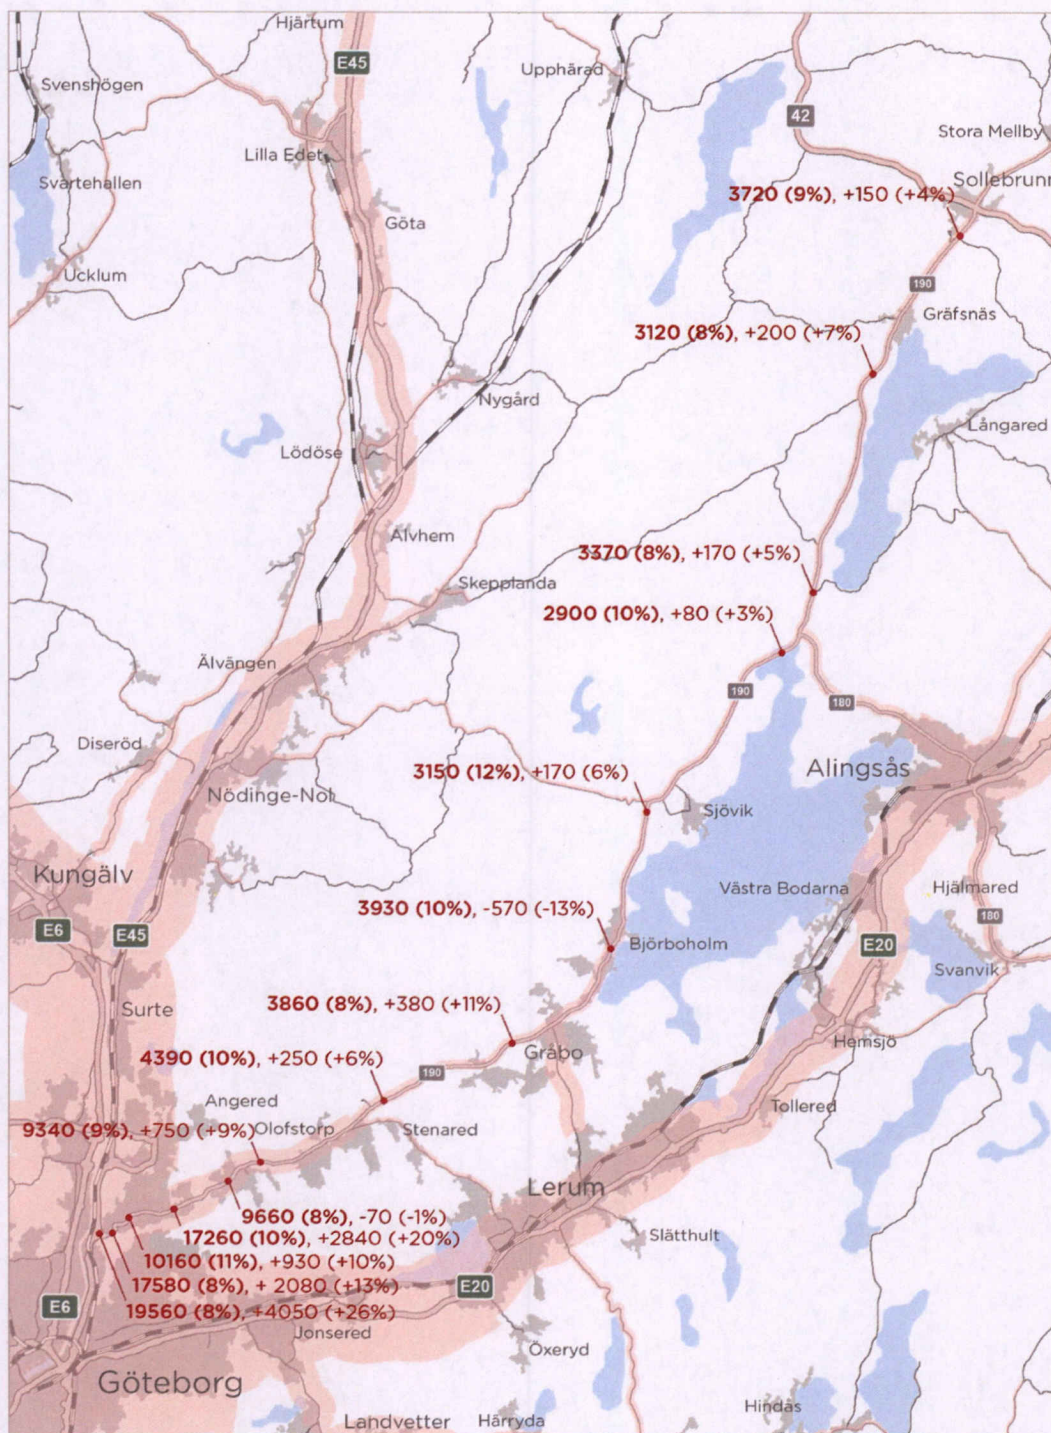 Hjärtum
E45
Upphärad
Svenshögen
42
Stora Mellby
Lilla Edet
Svartehallen
Sollebrunn
3720 (9%), +150 (+4%)
Göta
Ucklum
190
Gräfsnäs
3120 (8%), +200 (+7%)
Nygård
Långared
Lödöse
Alvhem
3370 (8%), +170 (+5%)
Skepplanda
2900 (10%), +80 (+3%)
Älvängen
190
180
Diseröd
Alingsås
3150 (12%), +170 (6%)
Nödinge-Nol
Sjövik
Kungälv
Västra Bodarna
Hjälmared
3930 (10%), -570 (-13%)
180
E6
E45
Björboholm
E20
Svanvik
3860 (8%), +380 (+11%)
Surte
Hemsjö
Gråbo
4390 (10%), +250 (+6%)
190
Angered
Tollered
9340 (9%), +750 (+9%)
Olofstorp
Stenared
Lerum
9660 (8%), -70 (-1%)
17260 (10%), +2840 (+20%)
Slätthult
10160 (11%), +930 (+10%)
17580 (8%), + 2080 (+13%)
E20
E6
19560 (8%), +4050 (+26%)
Jonsered
Öxeryd
Göteborg
Hindås
Landvetter
Härryda